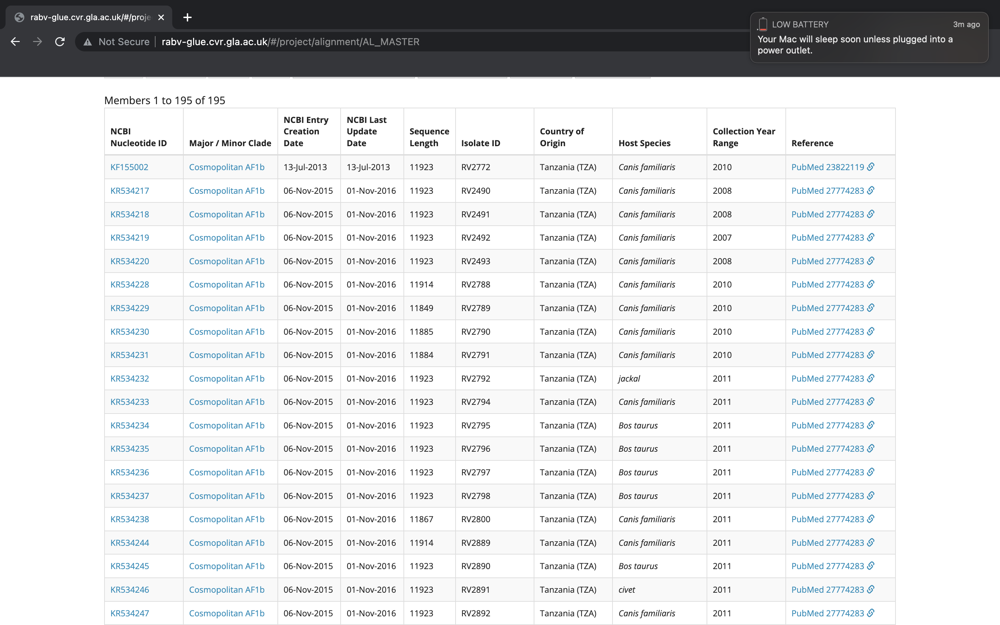 rabv-glue.cvr.gla.ac.uk/#/proje
LOW BATTERY 3m ago
Your Mac will sleep soon unless plugged into a
power outlet.
Not Secure rabv-glue.cvr.gla.ac.uk/#/project/alignment/AL_MASTER
Members 1 to 195 of 195
NCBI Nucleotide ID Major / Minor Clade NCBI Entry Creation Date NCBI Last Update Date Sequence Length Isolate ID Country of Origin Host Species Collection Year Range Reference
KF155002 Cosmopolitan AF1b 13-Jul-2013 13-Jul-2013 11923 RV2772 Tanzania (TZA) Canis familiaris 2010 PubMed 23822119
KR534217 Cosmopolitan AF1b 06-Nov-2015 01-Nov-2016 11923 RV2490 Tanzania (TZA) Canis familiaris 2008 PubMed 27774283
KR534218 Cosmopolitan AF1b 06-Nov-2015 01-Nov-2016 11923 RV2491 Tanzania (TZA) Canis familiaris 2008 PubMed 27774283
KR534219 Cosmopolitan AF1b 06-Nov-2015 01-Nov-2016 11923 RV2492 Tanzania (TZA) Canis familiaris 2007 PubMed 27774283
KR534220 Cosmopolitan AF1b 06-Nov-2015 01-Nov-2016 11923 RV2493 Tanzania (TZA) Canis familiaris 2008 PubMed 27774283
KR534228 Cosmopolitan AF1b 06-Nov-2015 01-Nov-2016 11914 RV2788 Tanzania (TZA) Canis familiaris 2010 PubMed 27774283
KR534229 Cosmopolitan AF1b 06-Nov-2015 01-Nov-2016 11849 RV2789 Tanzania (TZA) Canis familiaris 2010 PubMed 27774283
KR534230 Cosmopolitan AF1b 06-Nov-2015 01-Nov-2016 11885 RV2790 Tanzania (TZA) Canis familiaris 2010 PubMed 27774283
KR534231 Cosmopolitan AF1b 06-Nov-2015 01-Nov-2016 11884 RV2791 Tanzania (TZA) Canis familiaris 2010 PubMed 27774283
KR534232 Cosmopolitan AF1b 06-Nov-2015 01-Nov-2016 11923 RV2792 Tanzania (TZA) jackal 2011 PubMed 27774283
KR534233 Cosmopolitan AF1b 06-Nov-2015 01-Nov-2016 11923 RV2794 Tanzania (TZA) Canis familiaris 2011 PubMed 27774283
KR534234 Cosmopolitan AF1b 06-Nov-2015 01-Nov-2016 11923 RV2795 Tanzania (TZA) Bos taurus 2011 PubMed 27774283
KR534235 Cosmopolitan AF1b 06-Nov-2015 01-Nov-2016 11923 RV2796 Tanzania (TZA) Bos taurus 2011 PubMed 27774283
KR534236 Cosmopolitan AF1b 06-Nov-2015 01-Nov-2016 11923 RV2797 Tanzania (TZA) Bos taurus 2011 PubMed 27774283
KR534237 Cosmopolitan AF1b 06-Nov-2015 01-Nov-2016 11923 RV2798 Tanzania (TZA) Bos taurus 2011 PubMed 27774283
KR534238 Cosmopolitan AF1b 06-Nov-2015 01-Nov-2016 11867 RV2800 Tanzania (TZA) Canis familiaris 2011 PubMed 27774283
KR534244 Cosmopolitan AF1b 06-Nov-2015 01-Nov-2016 11914 RV2889 Tanzania (TZA) Canis familiaris 2011 PubMed 27774283
KR534245 Cosmopolitan AF1b 06-Nov-2015 01-Nov-2016 11923 RV2890 Tanzania (TZA) Bos taurus 2011 PubMed 27774283
KR534246 Cosmopolitan AF1b 06-Nov-2015 01-Nov-2016 11923 RV2891 Tanzania (TZA) civet 2011 PubMed 27774283
KR534247 Cosmopolitan AF1b 06-Nov-2015 01-Nov-2016 11923 RV2892 Tanzania (TZA) Canis familiaris 2011 PubMed 27774283